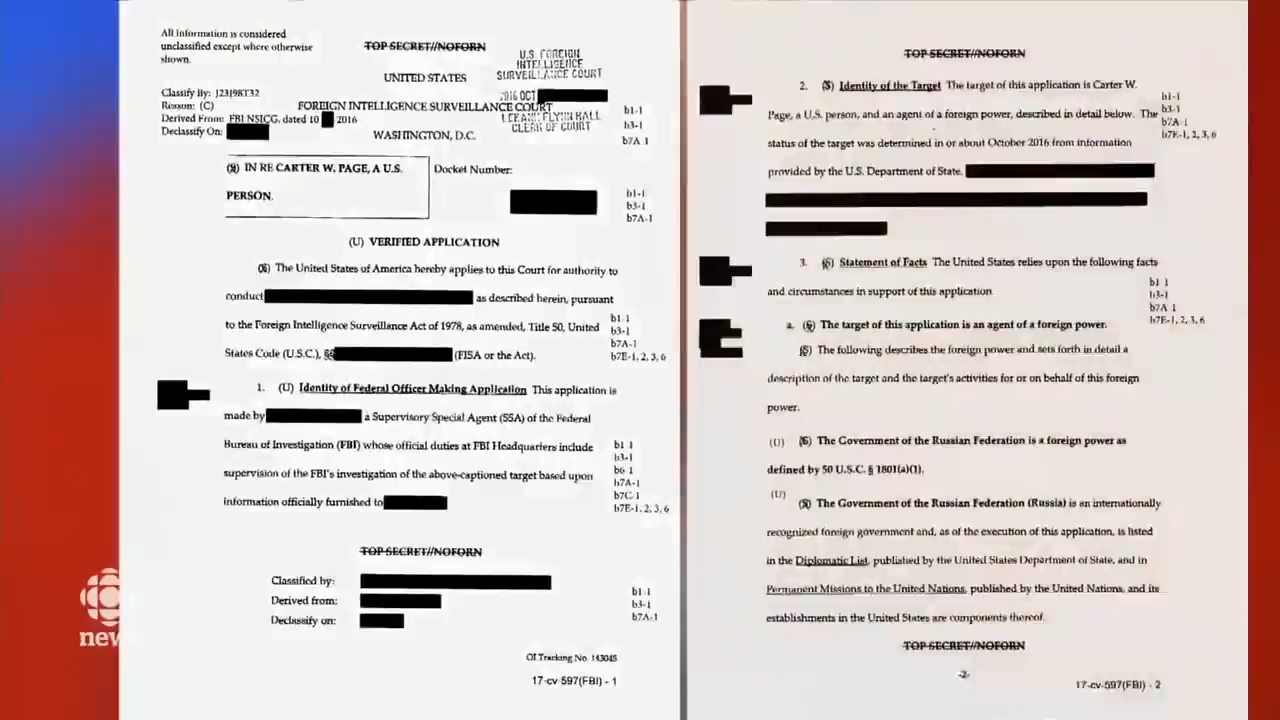 All information is considered
unclassified except where otherwise
shown.
TOP SECRET//NOFORN
U.S. FOREIGN
INTELLIGENCE
SURVEILLANCE COURT
UNITED STATES
2016 OCT
Classify By: J23J98T32
Reason: (C)
Derived From: FBI NSICG, dated 10 2016
Declassify On:
FOREIGN INTELLIGENCE SURVEILLANCE COURT
LEEANN FLYNN HALL
CLERK OF COURT
WASHINGTON, D.C.
b1-1
b3-1
b7A-1
IN RE CARTER W. PAGE, A U.S.
PERSON.
Docket Number:
b1-1
b3-1
b7A-1
(U) VERIFIED APPLICATION
The United States of America hereby applies to this Court for authority to
conduct as described herein, pursuant
to the Foreign Intelligence Surveillance Act of 1978, as amended, Title 50, United
States Code (U.S.C.), §§ (FISA or the Act).
b1-1
b3-1
b7A-1
b7E-1, 2, 3, 6
1. (U) Identity of Federal Officer Making Application This application is
made by a Supervisory Special Agent (SSA) of the Federal
Bureau of Investigation (FBI) whose official duties at FBI Headquarters include
supervision of the FBI's investigation of the above-captioned target based upon
information officially furnished to
b1-1
b3-1
b6-1
b7A-1
b7C-1
b7E-1, 2, 3, 6
TOP SECRET//NOFORN
Classified by:
Derived from:
Declassify on:
b1-1
b3-1
b7A-1
OI Tracking No. 143045
17-cv-597(FBI) - 1
TOP SECRET//NOFORN
2. (S) Identity of the Target The target of this application is Carter W.
Page, a U.S. person, and an agent of a foreign power, described in detail below. The
status of the target was determined in or about October 2016 from information
provided by the U.S. Department of State.
b1-1
b3-1
b7A-1
b7E-1, 2, 3, 6
3. (S) Statement of Facts The United States relies upon the following facts
and circumstances in support of this application
b1-1
b3-1
b7A-1
b7E-1, 2, 3, 6
a. (S) The target of this application is an agent of a foreign power.
(S) The following describes the foreign power and sets forth in detail a
description of the target and the target's activities for or on behalf of this foreign
power.
(U) (S) The Government of the Russian Federation is a foreign power as
defined by 50 U.S.C. § 1801(a)(1).
(U)
(S) The Government of the Russian Federation (Russia) is an internationally
recognized foreign government and, as of the execution of this application, is listed
in the Diplomatic List, published by the United States Department of State, and in
Permanent Missions to the United Nations, published by the United Nations, and its
establishments in the United States are components thereof.
TOP SECRET//NOFORN
-2-
17-cv-597(FBI) - 2